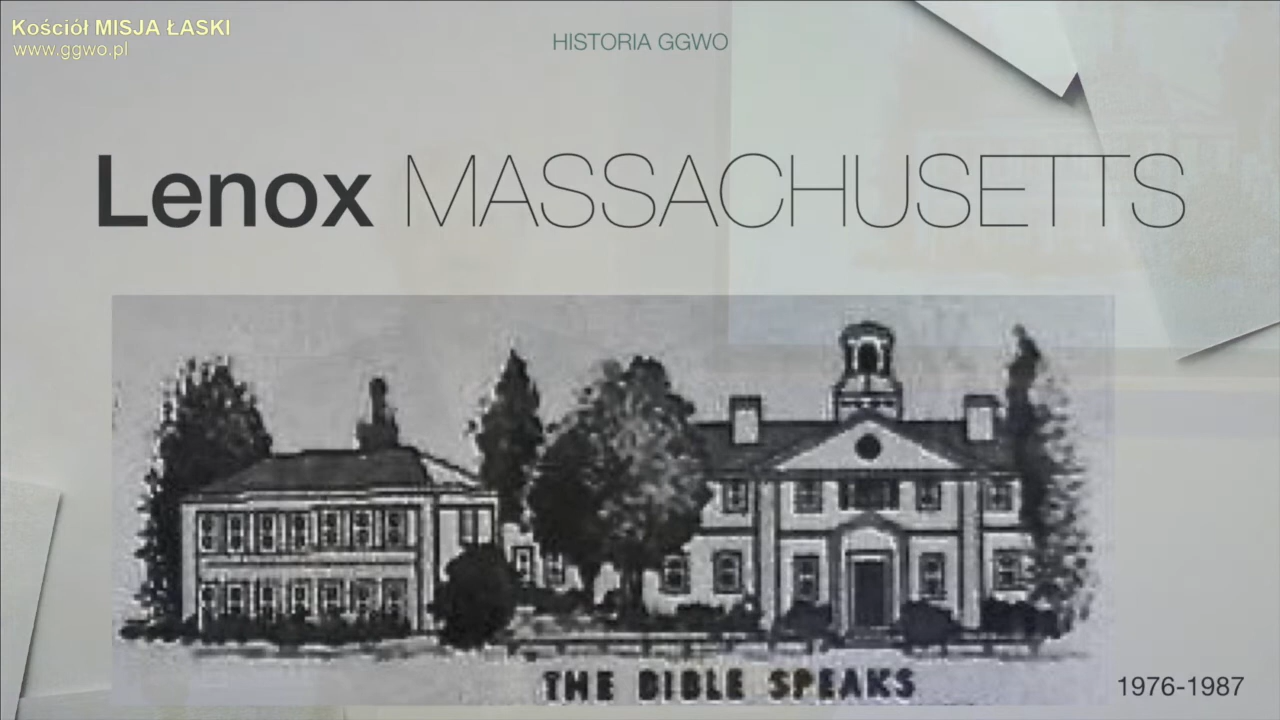 Kościół MISJA ŁASKI
www.ggwo.pl
HISTORIA GGWO
Lenox MASSACHUSETTS
THE BIBLE SPEAKS
1976-1987